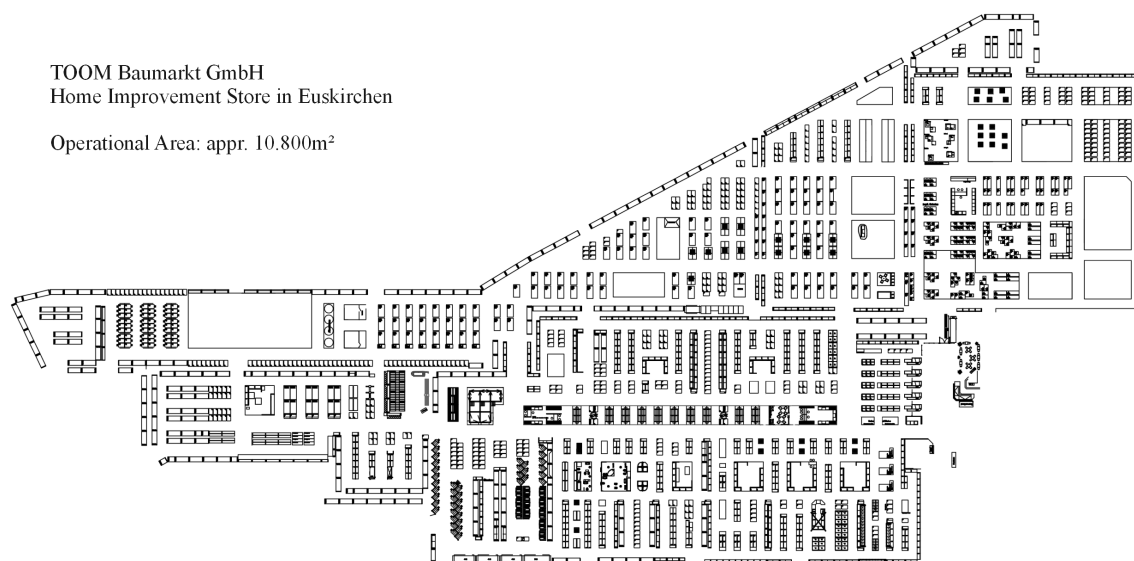 TOOM Baumarkt GmbH
Home Improvement Store in Euskirchen
Operational Area: appr. 10.800m²